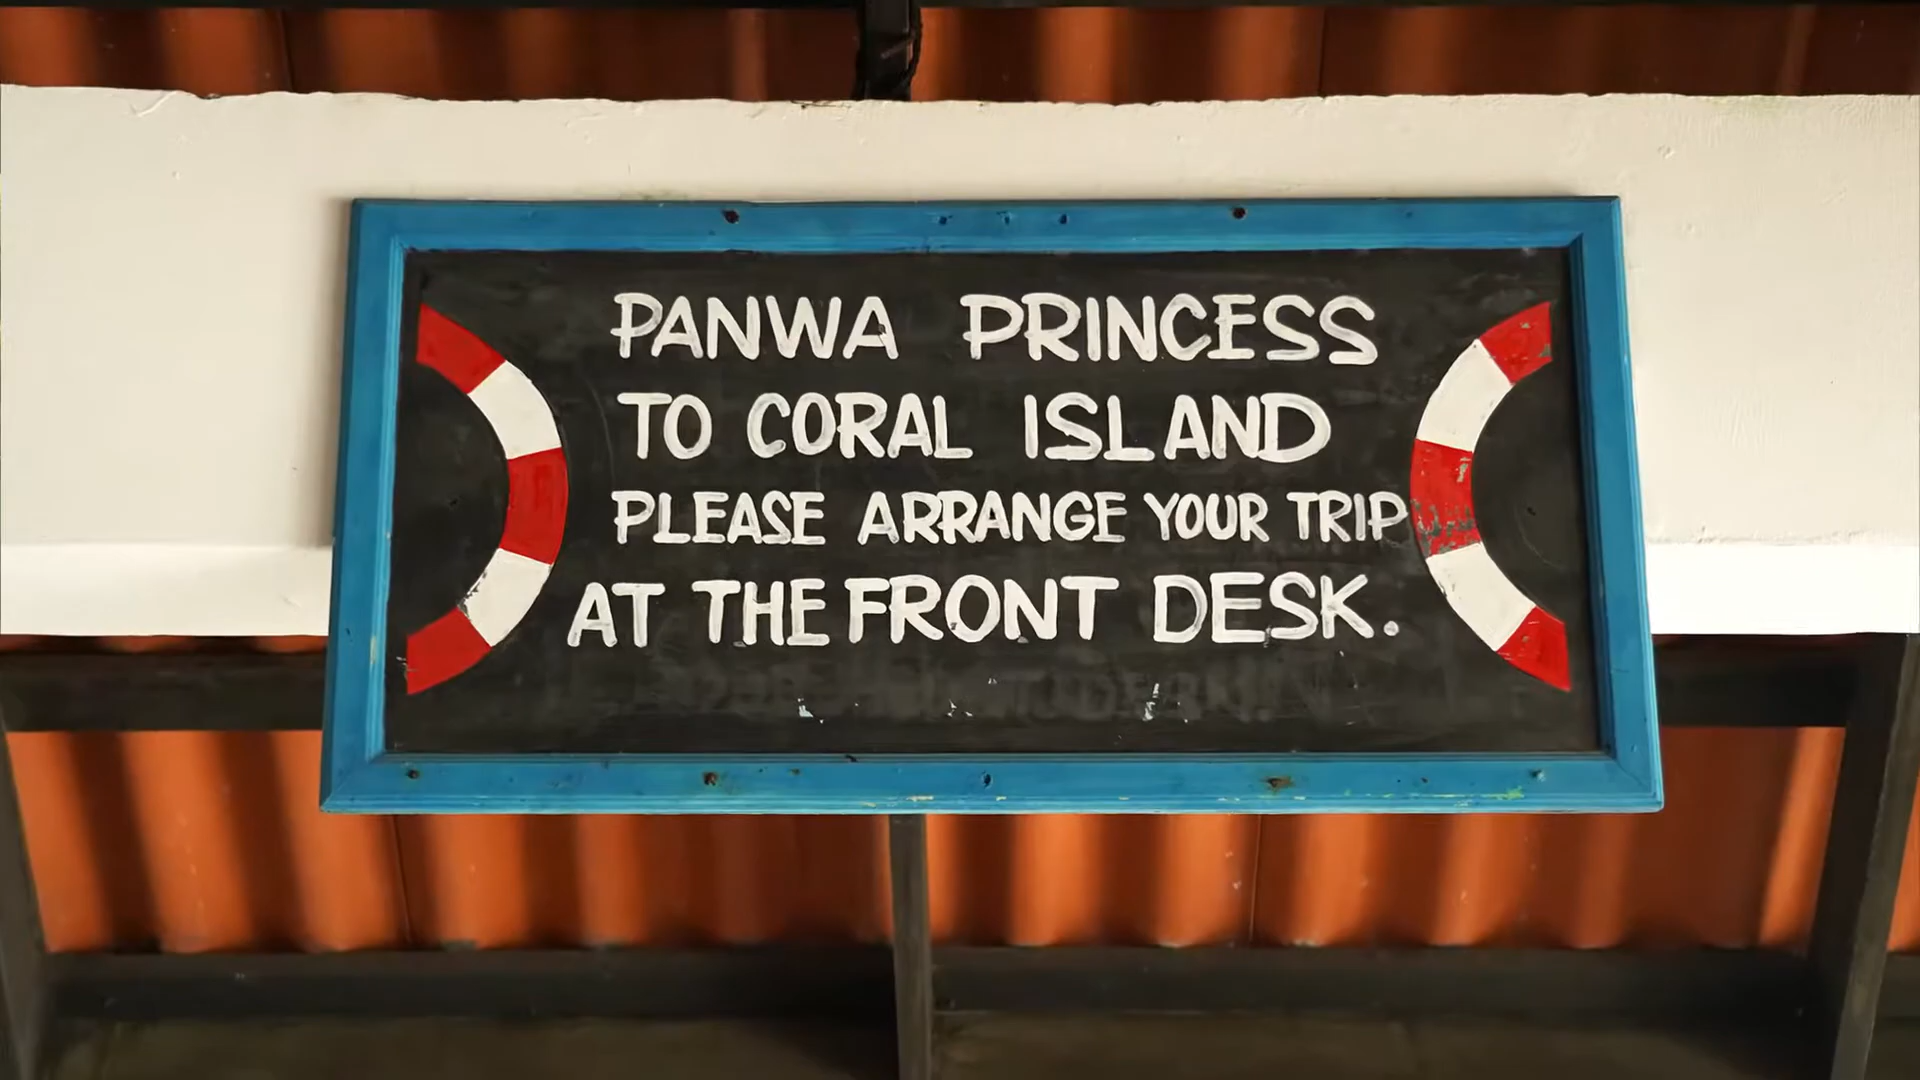 PANWA PRINCESS
TO CORAL ISLAND
PLEASE ARRANGE YOUR TRIP
AT THE FRONT DESK.